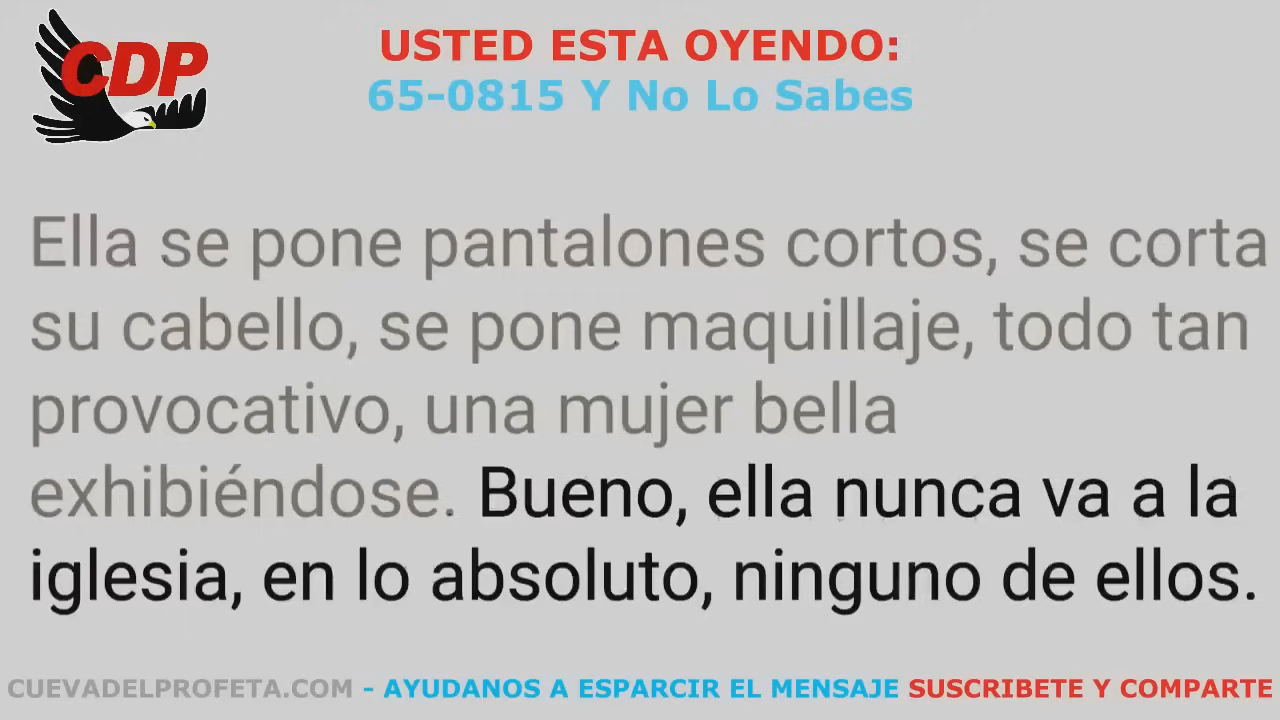 CDP
USTED ESTA OYENDO:
65-0815 Y No Lo Sabes
Ella se pone pantalones cortos, se corta
su cabello, se pone maquillaje, todo tan
provocativo, una mujer bella
exhibiéndose. Bueno, ella nunca va a la
iglesia, en lo absoluto, ninguno de ellos.
CUEVADELPROFETA.COM - AYUDANOS A ESPARCIR EL MENSAJE SUSCRIBETE Y COMPARTE